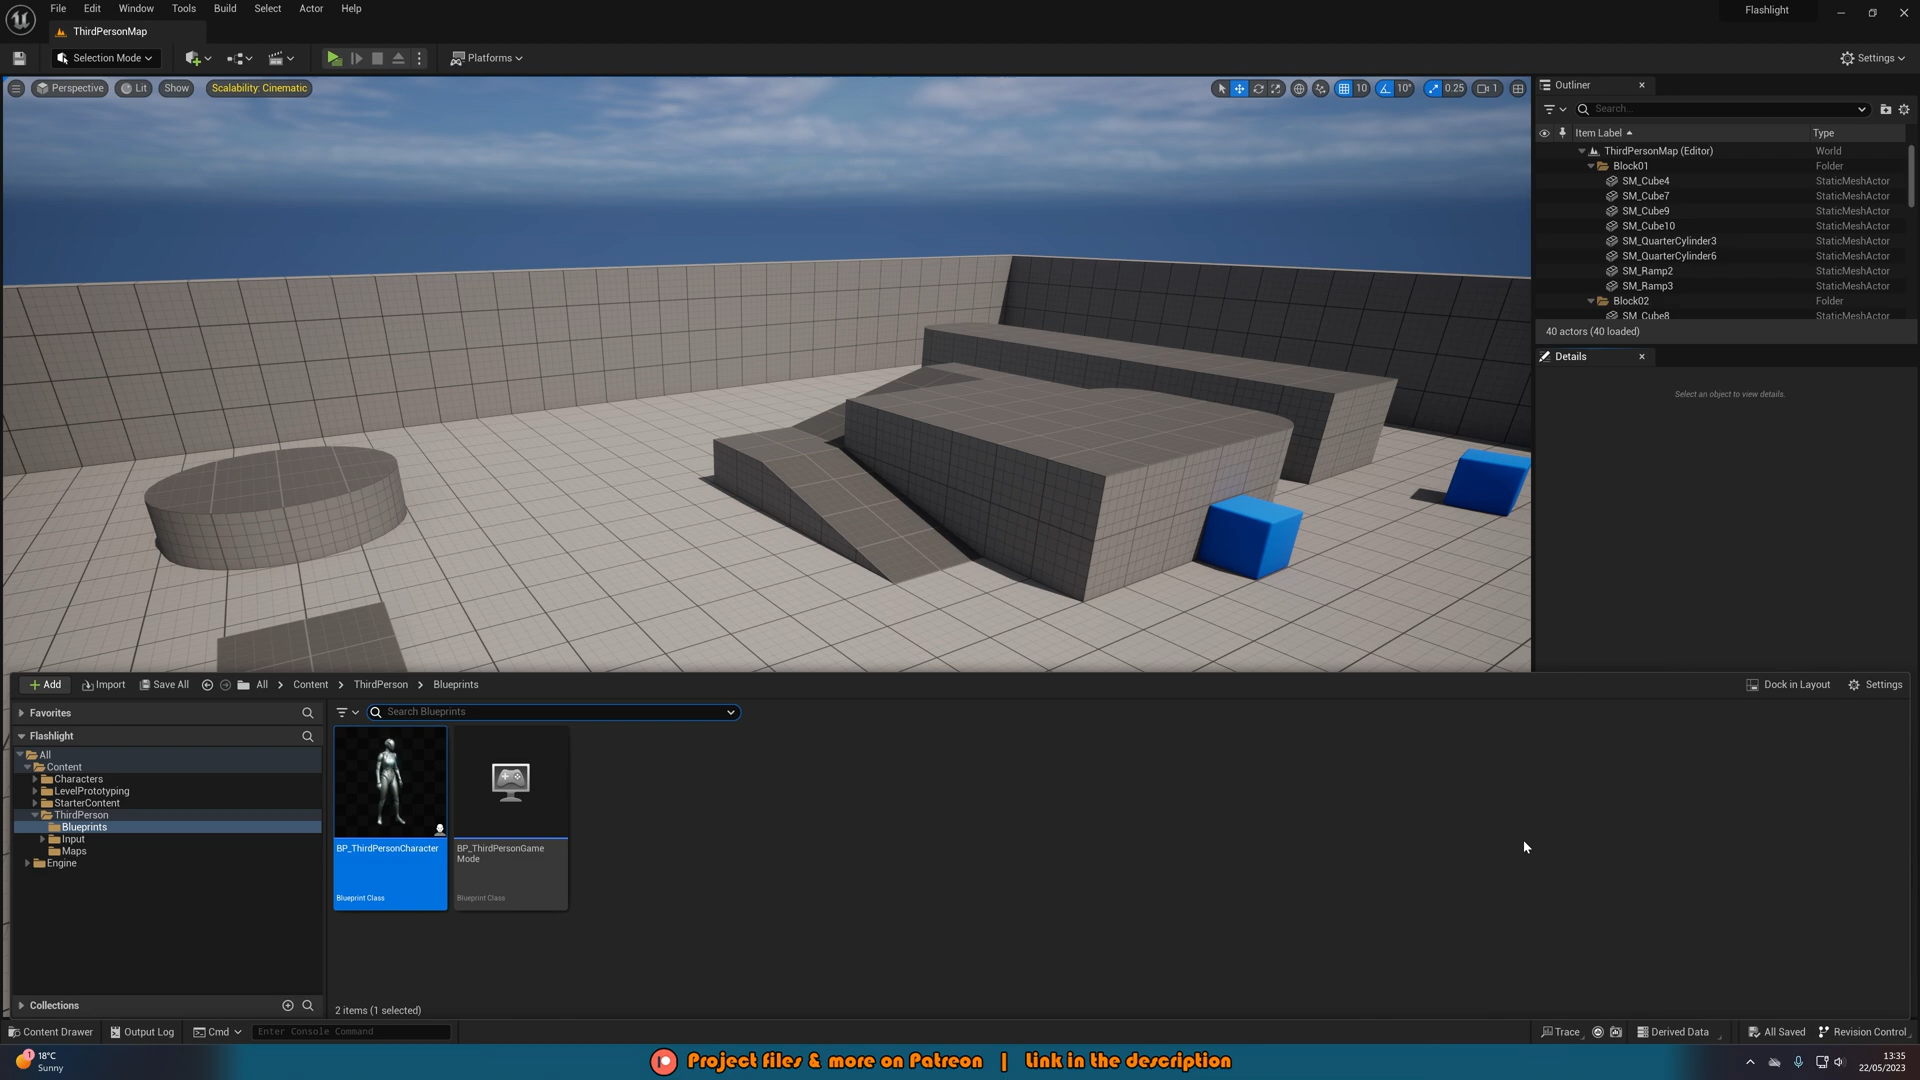 File Edit Window Tools Build Select Actor Help
Flashlight
ThirdPersonMap
Selection Mode
Platforms
Settings
Perspective
Lit
Show
Scalability: Cinematic
10
10°
0.25
1
Outliner
Search...
Item Label
Type
ThirdPersonMap (Editor) World
Block01 Folder
SM_Cube4 StaticMeshActor
SM_Cube7 StaticMeshActor
SM_Cube9 StaticMeshActor
SM_Cube10 StaticMeshActor
SM_QuarterCylinder3 StaticMeshActor
SM_QuarterCylinder6 StaticMeshActor
SM_Ramp2 StaticMeshActor
SM_Ramp3 StaticMeshActor
Block02 Folder
SM_Cube8 StaticMeshActor
40 actors (40 loaded)
Details
Select an object to view details.
Add
Import
Save All
All > Content > ThirdPerson > Blueprints
Dock in Layout
Settings
Favorites
Flashlight
All
Content
Characters
LevelPrototyping
StarterContent
ThirdPerson
Blueprints
Input
Maps
Engine
Collections
Search Blueprints
BP_ThirdPersonCharacter
Blueprint Class
BP_ThirdPersonGame
Mode
Blueprint Class
2 items (1 selected)
Content Drawer
Output Log
Cmd
Enter Console Command
Trace
Derived Data
All Saved
Revision Control
1
18°C
Sunny
Project files & more on Patreon | Link in the description
13:35
22/05/2023